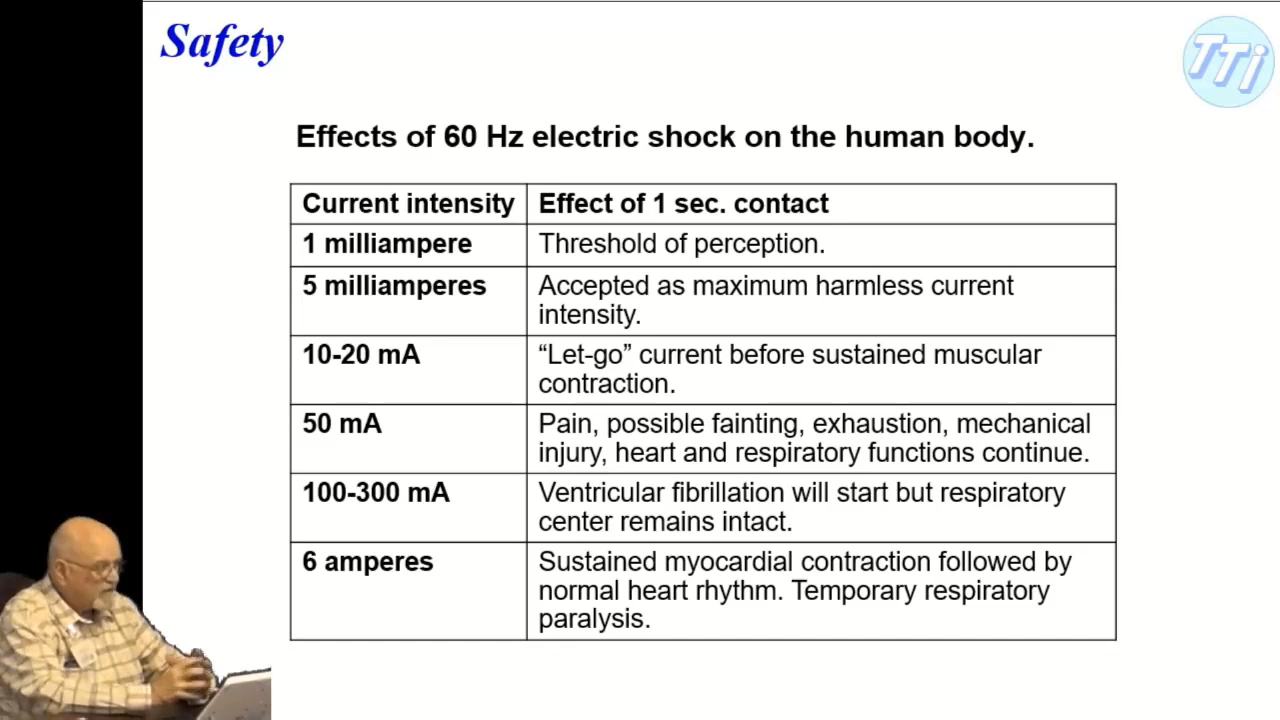 Safety
TTi
Effects of 60 Hz electric shock on the human body.
Current intensity
Effect of 1 sec. contact
1 milliampere
Threshold of perception.
5 milliamperes
Accepted as maximum harmless current
intensity.
10-20 mA
“Let-go” current before sustained muscular
contraction.
50 mA
Pain, possible fainting, exhaustion, mechanical
injury, heart and respiratory functions continue.
100-300 mA
Ventricular fibrillation will start but respiratory
center remains intact.
6 amperes
Sustained myocardial contraction followed by
normal heart rhythm. Temporary respiratory
paralysis.